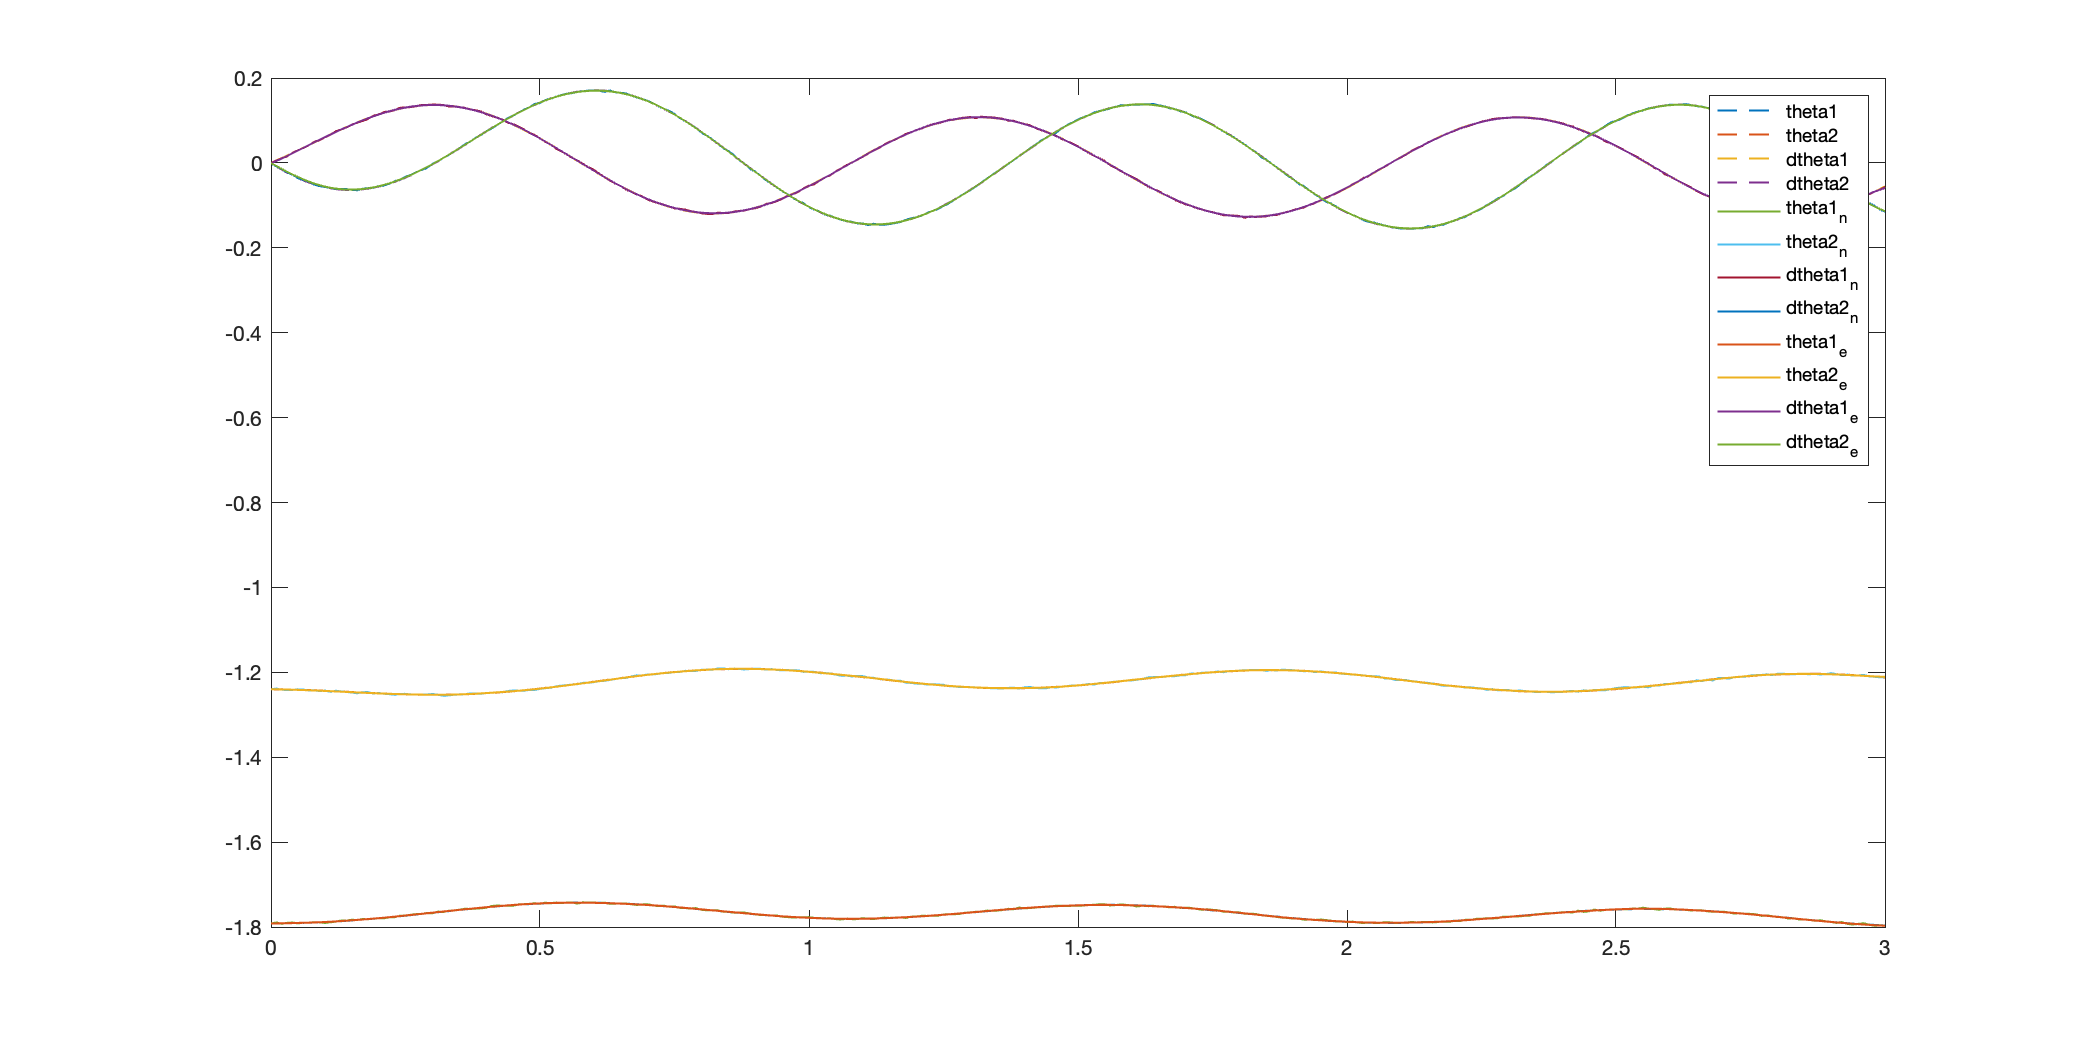 0.2
0
-0.2
-0.4
-0.6
-0.8
-1
-1.2
-1.4
-1.6
-1.8
0 0.5 1 1.5 2 2.5 3
theta1
theta2
dtheta1
dtheta2
theta1n
theta2n
dtheta1n
dtheta2n
theta1e
theta2e
dtheta1e
dtheta2e